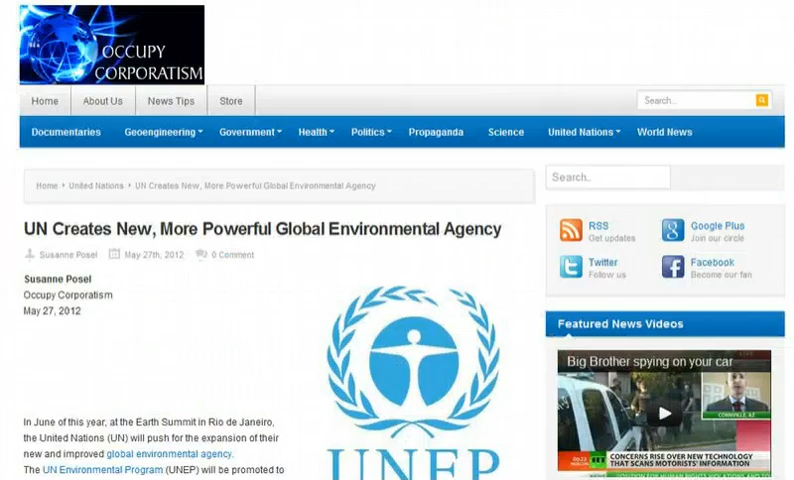 OCCUPY
CORPORATISM
Home About Us News Tips Store
Search...
Documentaries Geoengineering Government Health Politics Propaganda Science United Nations World News
Home United Nations UN Creates New, More Powerful Global Environmental Agency
Search..
UN Creates New, More Powerful Global Environmental Agency
Susanne Posel May 27th, 2012 0 Comment
RSS
Get updates
Google Plus
Join our circle
Twitter
Follow us
Facebook
Become our fan
Susanne Posel
Occupy Corporatism
May 27, 2012
UNEP
In June of this year, at the Earth Summit in Rio de Janeiro,
the United Nations (UN) will push for the expansion of their
new and improved global environmental agency.
The UN Environmental Program (UNEP) will be promoted to
Featured News Videos
Big Brother spying on your car
CORNVILLE, AZ
RT
CONCERNS RISE OVER NEW TECHNOLOGY
THAT SCANS MOTORISTS' INFORMATION